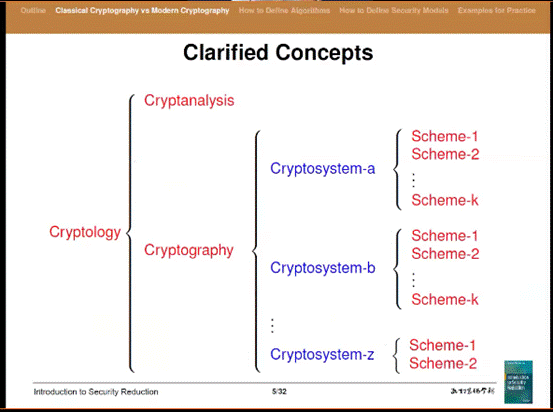 Outline Classical Cryptography vs Modern Cryptography How to Define Algorithms How to Define Security Models Examples for Practice
Clarified Concepts
Cryptology
Cryptanalysis
Cryptography
Cryptosystem-a
Scheme-1
Scheme-2
⋮
Scheme-k
Cryptosystem-b
Scheme-1
Scheme-2
⋮
Scheme-k
⋮
Cryptosystem-z
Scheme-1
Scheme-2
Introduction to Security Reduction 5/32